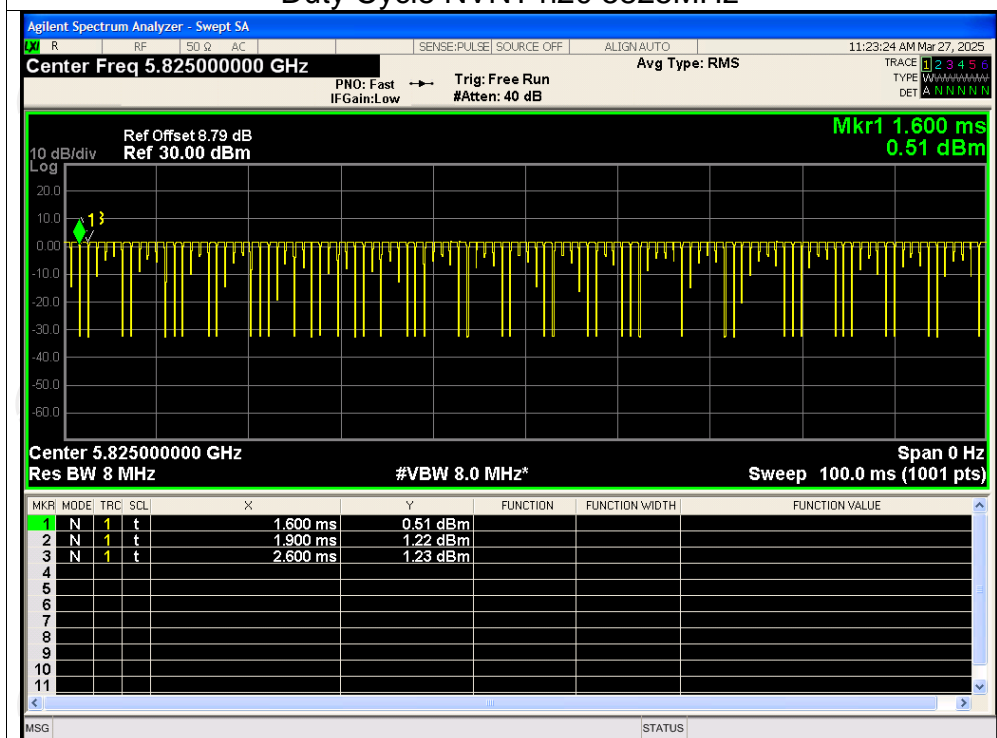 Agilent Spectrum Analyzer - Swept SA
LXI R RF 50 Ω AC SENSE:PULSE SOURCE OFF ALIGN AUTO 11:23:24 AM Mar 27, 2025
Center Freq 5.825000000 GHz Avg Type: RMS TRACE 1 2 3 4 5 6
PNO: Fast Trig: Free Run TYPE WWWWWW
IFGain:Low #Atten: 40 dB DET A N N N N N
Mkr1 1.600 ms
Ref Offset 8.79 dB
10 dB/div Ref 30.00 dBm 0.51 dBm
Log
20.0
10.0
1 3
0.00
-10.0
-20.0
-30.0
-40.0
-50.0
-60.0
Center 5.825000000 GHz Span 0 Hz
Res BW 8 MHz #VBW 8.0 MHz* Sweep 100.0 ms (1001 pts)
MKR MODE TRC SCL X Y FUNCTION FUNCTION WIDTH FUNCTION VALUE
1 N 1 t 1.600 ms 0.51 dBm
2 N 1 t 1.900 ms 1.22 dBm
3 N 1 t 2.600 ms 1.23 dBm
4
5
6
7
8
9
10
11
MSG STATUS